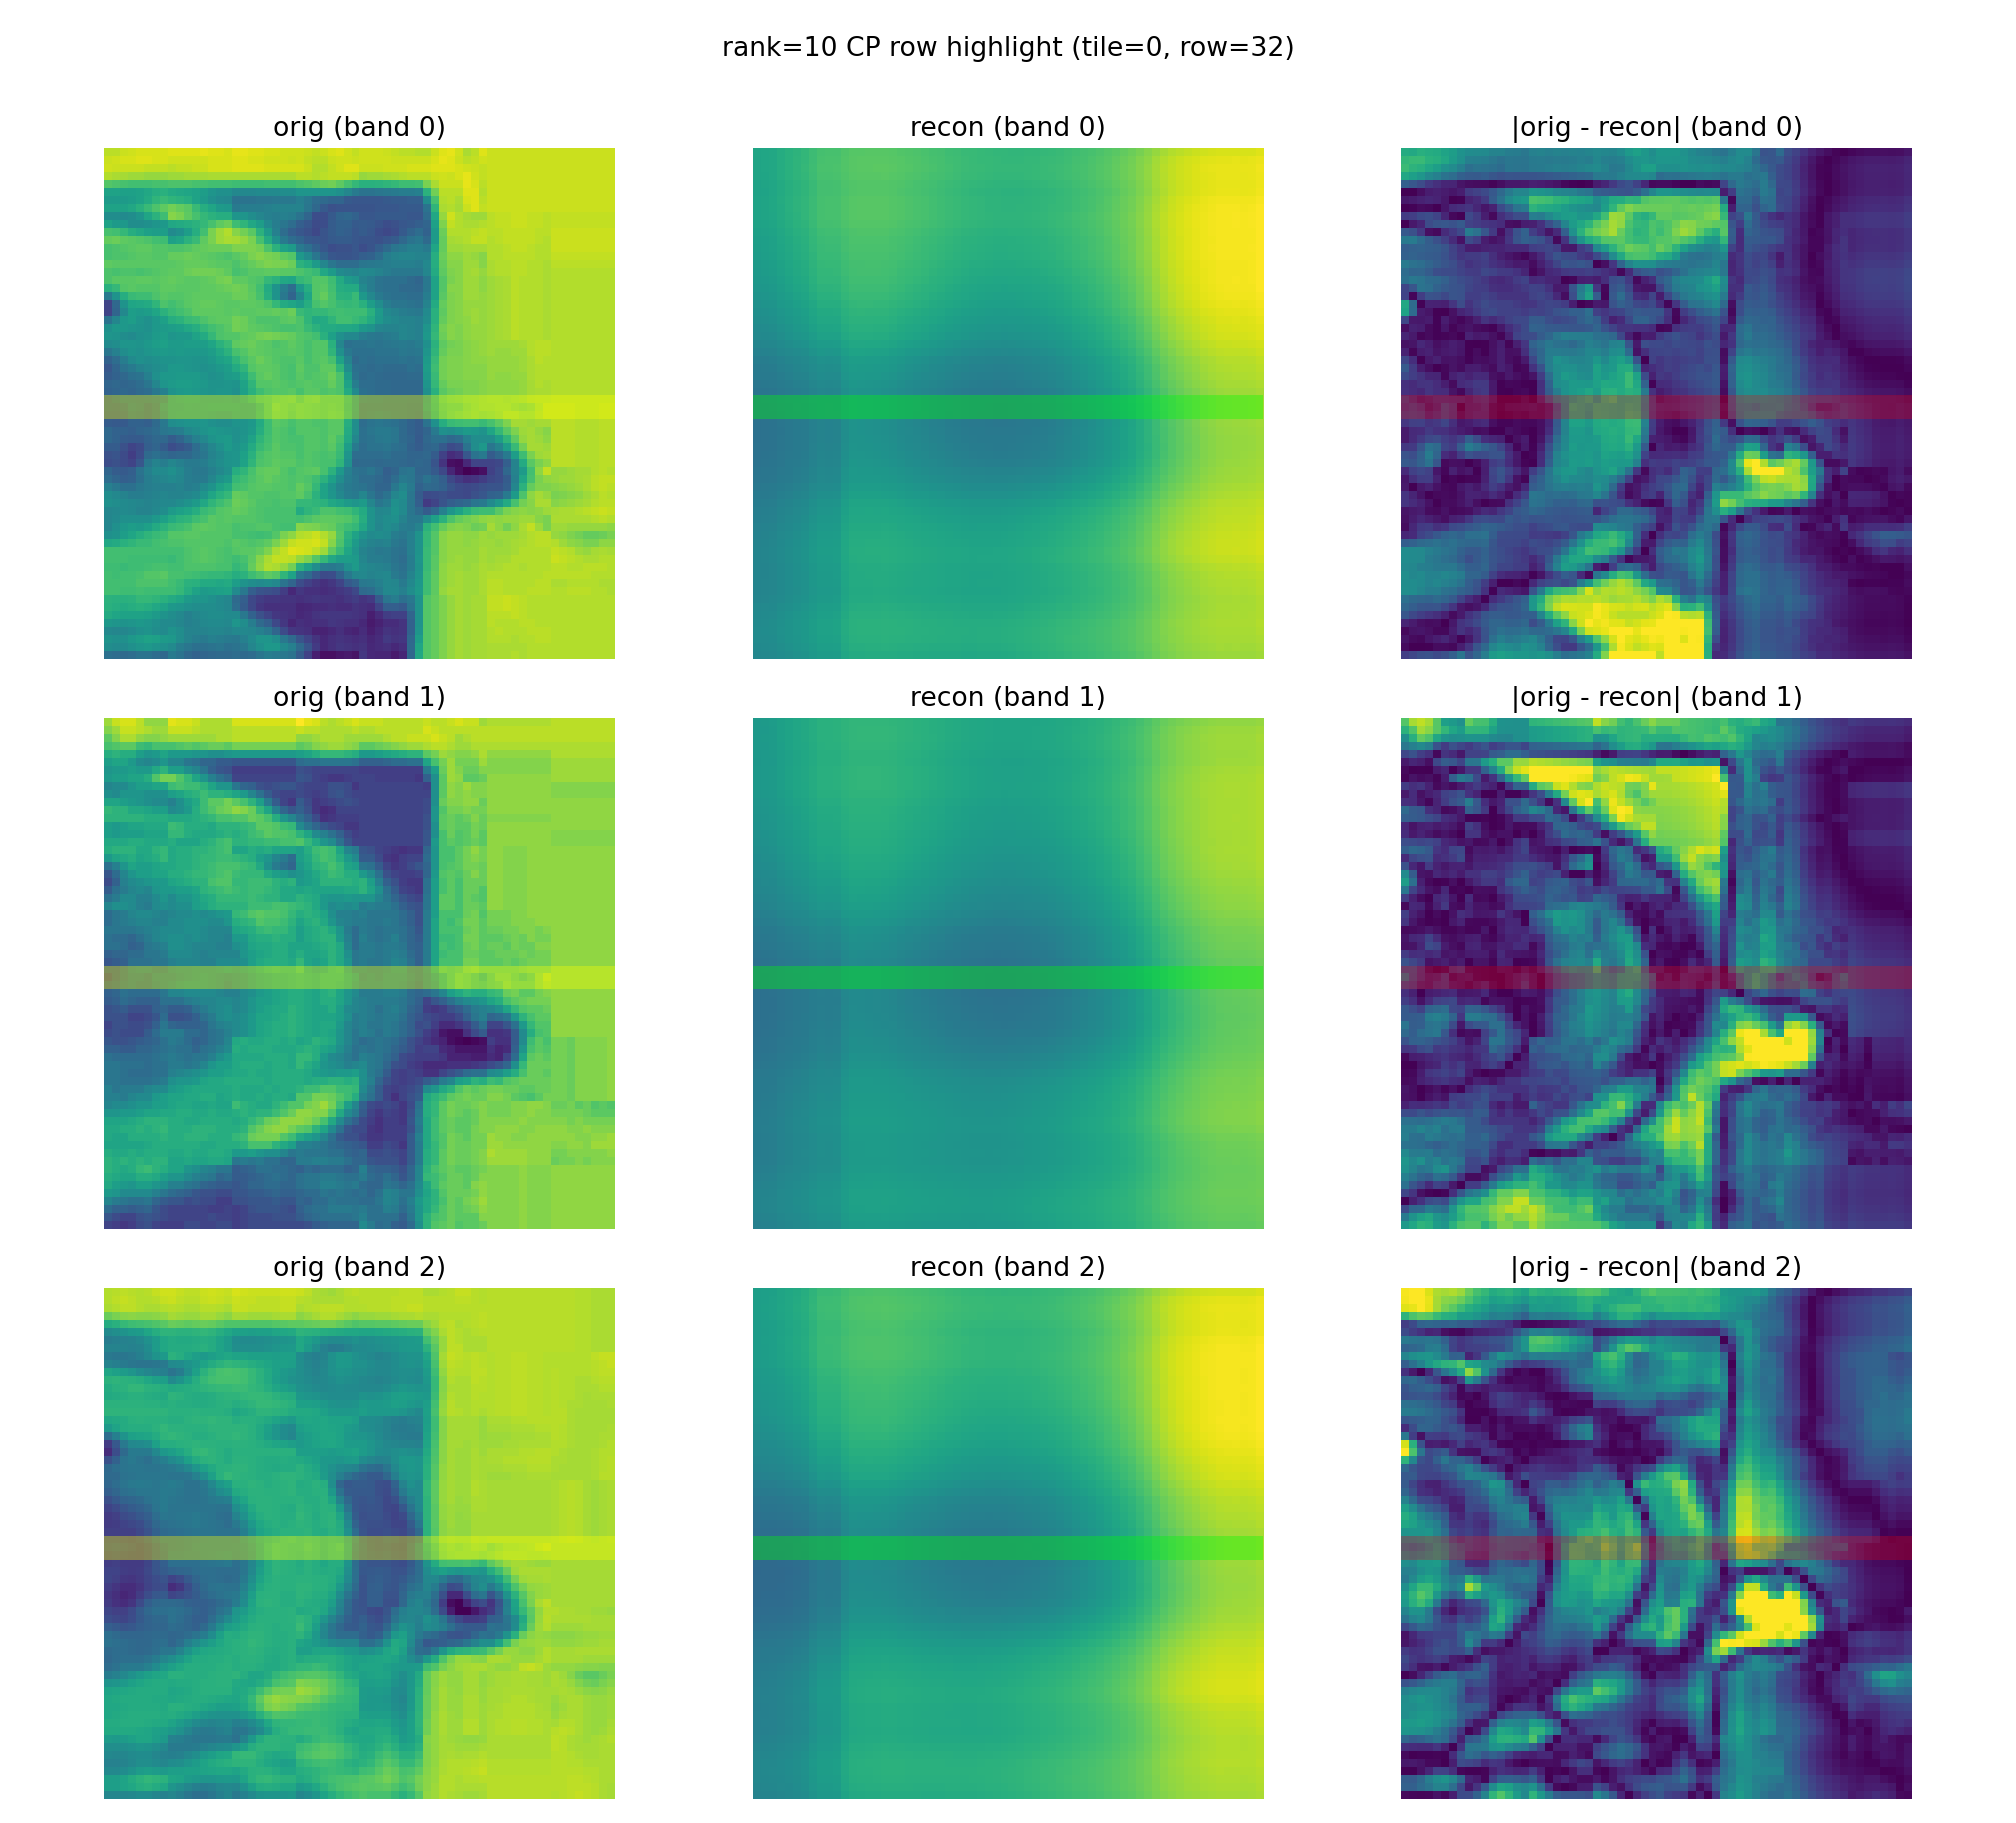 rank=10 CP row highlight (tile=0, row=32)
orig (band 0)
recon (band 0)
|orig - recon| (band 0)
orig (band 1)
recon (band 1)
|orig - recon| (band 1)
orig (band 2)
recon (band 2)
|orig - recon| (band 2)